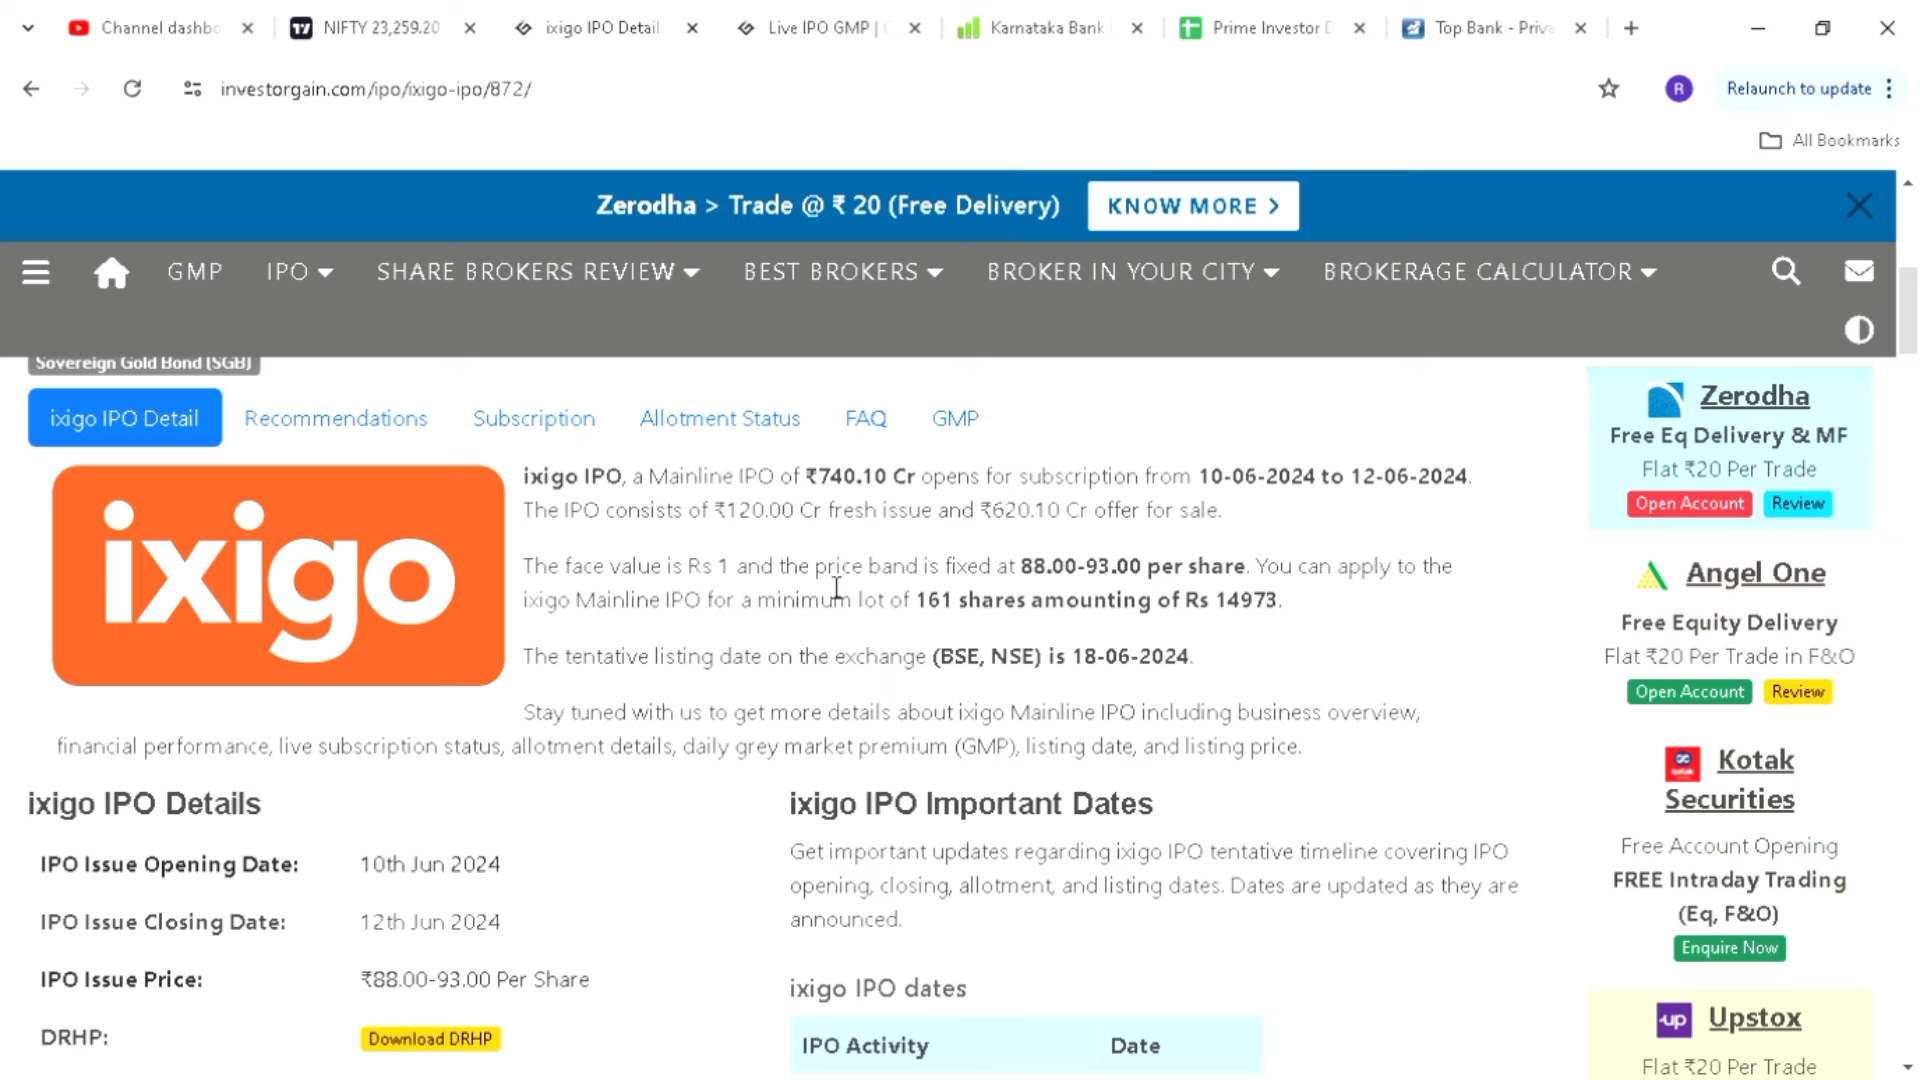 Channel dashbo
NIFTY 23,259.20
ixigo IPO Detail
Live IPO GMP | 
Karnataka Bank
Prime Investor D
Top Bank - Priva
investorgain.com/ipo/ixigo-ipo/872/
R
Relaunch to update
All Bookmarks
Zerodha > Trade @ ₹ 20 (Free Delivery)
KNOW MORE >
GMP
IPO
SHARE BROKERS REVIEW
BEST BROKERS
BROKER IN YOUR CITY
BROKERAGE CALCULATOR
Sovereign Gold Bond (SGB)
ixigo IPO Detail
Recommendations
Subscription
Allotment Status
FAQ
GMP
ixigo
ixigo IPO, a Mainline IPO of ₹740.10 Cr opens for subscription from 10-06-2024 to 12-06-2024.
The IPO consists of ₹120.00 Cr fresh issue and ₹620.10 Cr offer for sale.
The face value is Rs 1 and the price band is fixed at 88.00-93.00 per share. You can apply to the
ixigo Mainline IPO for a minimum lot of 161 shares amounting of Rs 14973.
The tentative listing date on the exchange (BSE, NSE) is 18-06-2024.
Stay tuned with us to get more details about ixigo Mainline IPO including business overview,
financial performance, live subscription status, allotment details, daily grey market premium (GMP), listing date, and listing price.
ixigo IPO Details
IPO Issue Opening Date: 10th Jun 2024
IPO Issue Closing Date: 12th Jun 2024
IPO Issue Price: ₹88.00-93.00 Per Share
DRHP: Download DRHP
ixigo IPO Important Dates
Get important updates regarding ixigo IPO tentative timeline covering IPO
opening, closing, allotment, and listing dates. Dates are updated as they are
announced.
ixigo IPO dates
IPO Activity Date
Zerodha
Free Eq Delivery & MF
Flat ₹20 Per Trade
Open Account Review
Angel One
Free Equity Delivery
Flat ₹20 Per Trade in F&O
Open Account Review
kotak
Kotak
Securities
Free Account Opening
FREE Intraday Trading
(Eq, F&O)
Enquire Now
up
Upstox
Flat ₹20 Per Trade